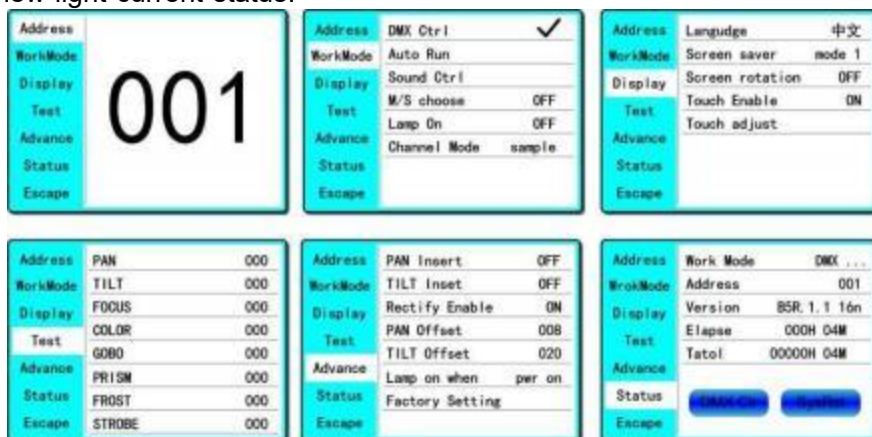 low light current status.
Address
WorkMode
Display
Test
Advance
Status
Escape
001
Address
WorkMode
Display
Test
Advance
Status
Escape
DMX Ctrl ✓
Auto Run
Sound Ctrl
M/S choose OFF
Lamp On OFF
Channel Mode sample
Address
WorkMode
Display
Test
Advance
Status
Escape
Langudge 中文
Screen saver mode 1
Screen rotation OFF
Touch Enable ON
Touch adjust
Address
WorkMode
Display
Test
Advance
Status
Escape
PAN 000
TILT 000
FOCUS 000
COLOR 000
GOBO 000
PRISM 000
FROST 000
STROBE 000
Address
WorkMode
Display
Test
Advance
Status
Escape
PAN Insert OFF
TILT Inset OFF
Rectify Enable ON
PAN Offset 008
TILT Offset 020
Lamp on when pwr on
Factory Setting
Address
WrokMode
Display
Test
Advance
Status
Escape
Work Mode DMX ...
Address 001
Version B5R.1.1 16n
Elapse 000H 04M
Tatol 00000H 04M